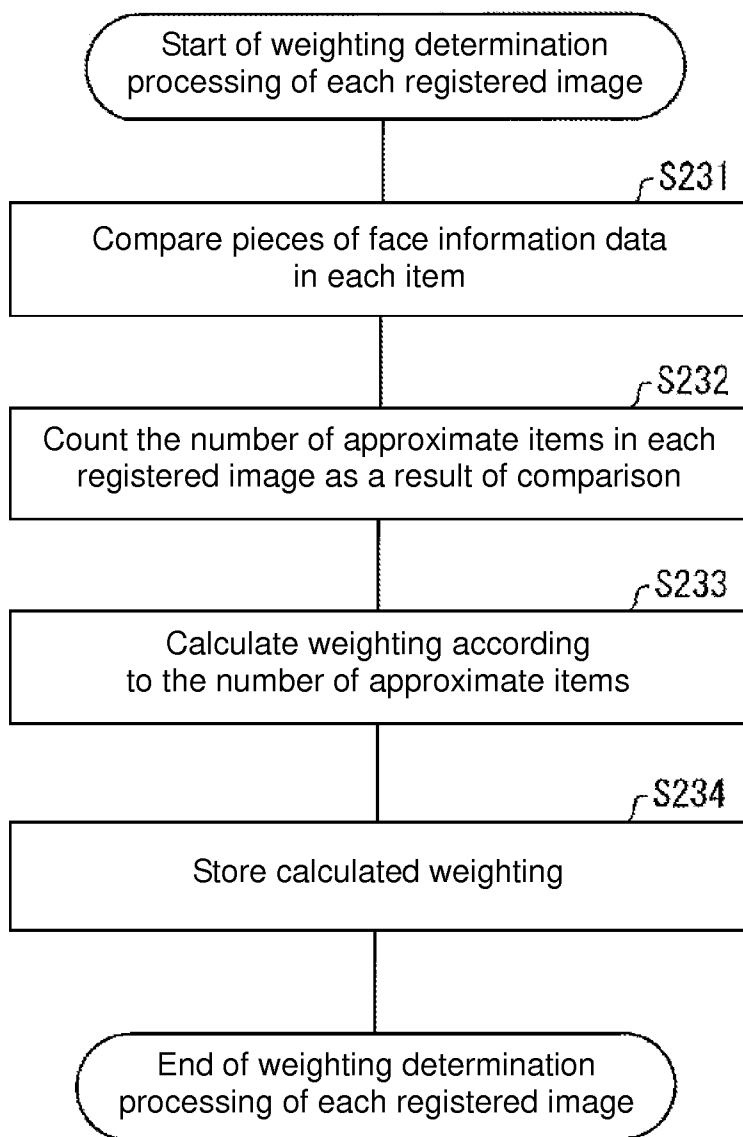 Start of weighting determination
processing of each registered image
S231
Compare pieces of face information data
in each item
S232
Count the number of approximate items in each
registered image as a result of comparison
S233
Calculate weighting according
to the number of approximate items
S234
Store calculated weighting
End of weighting determination
processing of each registered image